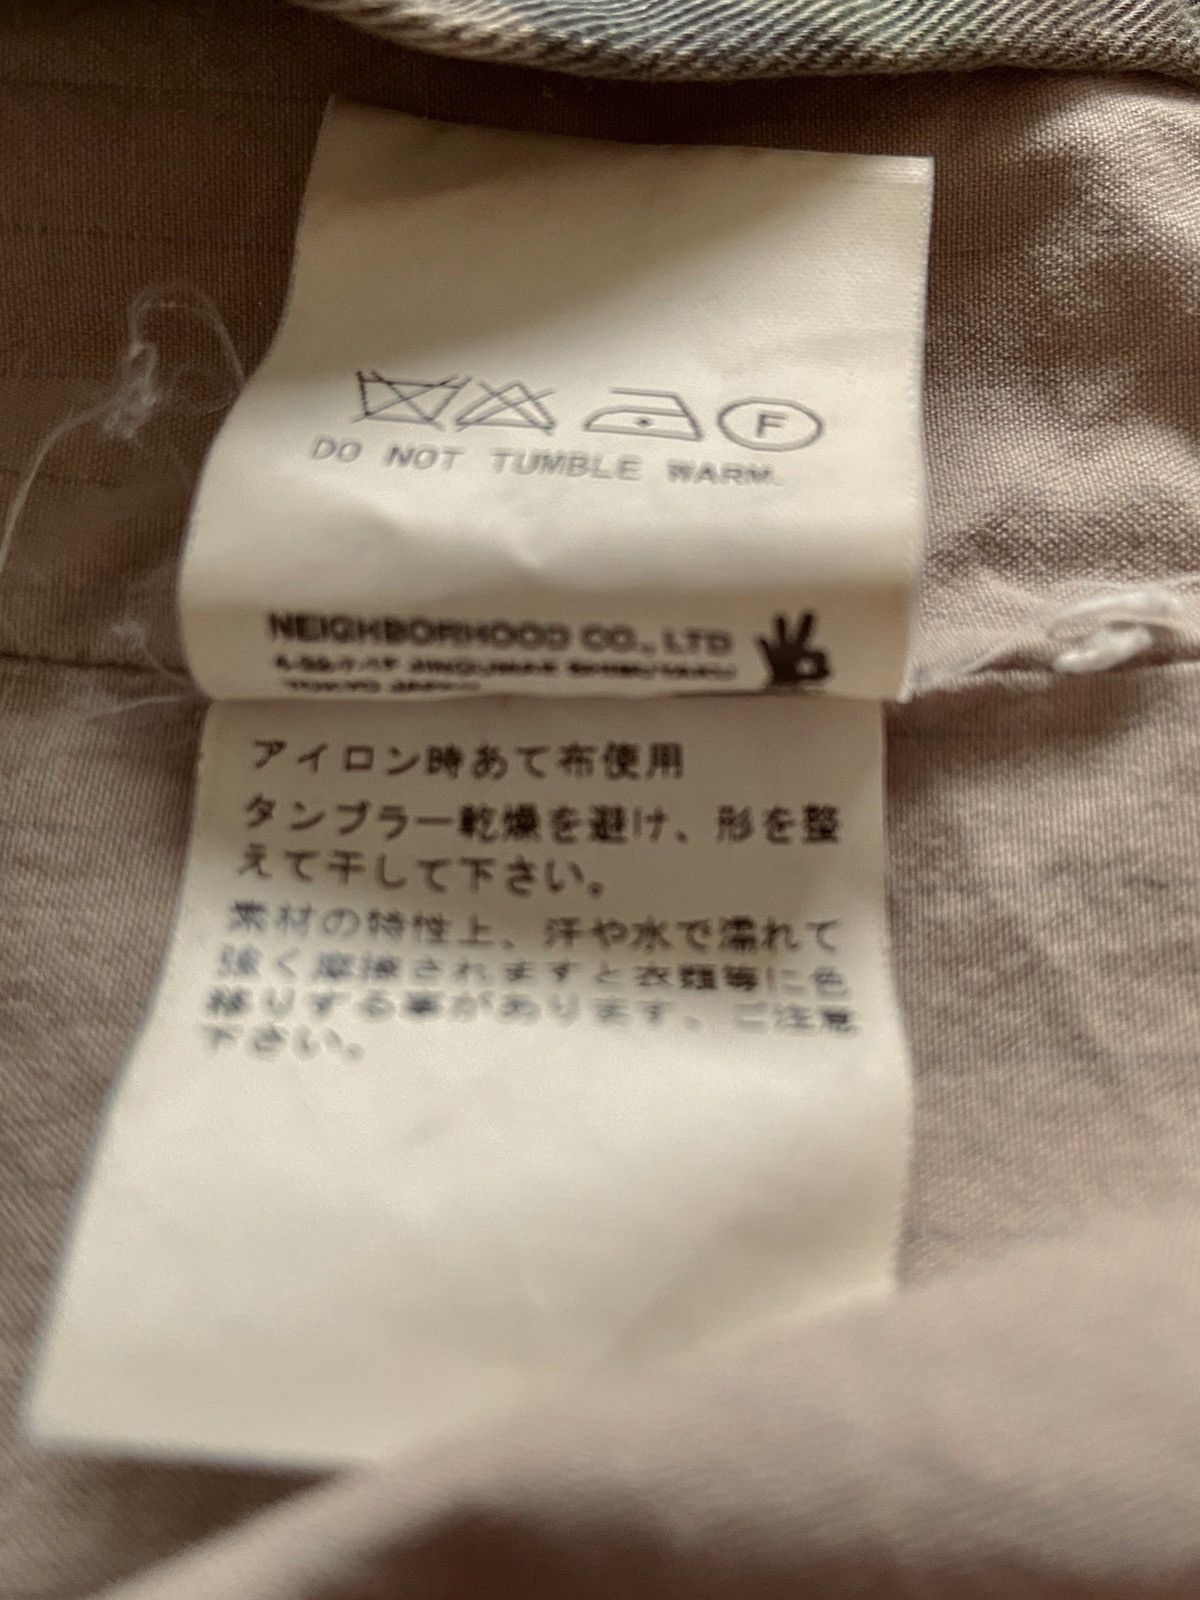 F
DO NOT TUMBLE WARM.
NEIGHBORHOOD CO., LTD
JINGUMAE SHIBUYAKU
TOKYO JAPAN
アイロン時あて布使用
タンブラー乾燥を避け、形を整
えて干して下さい。
素材の特性上、汗や水で濡れて
強く摩擦されますと衣類等に色
移りする事があります。ご注意
下さい。